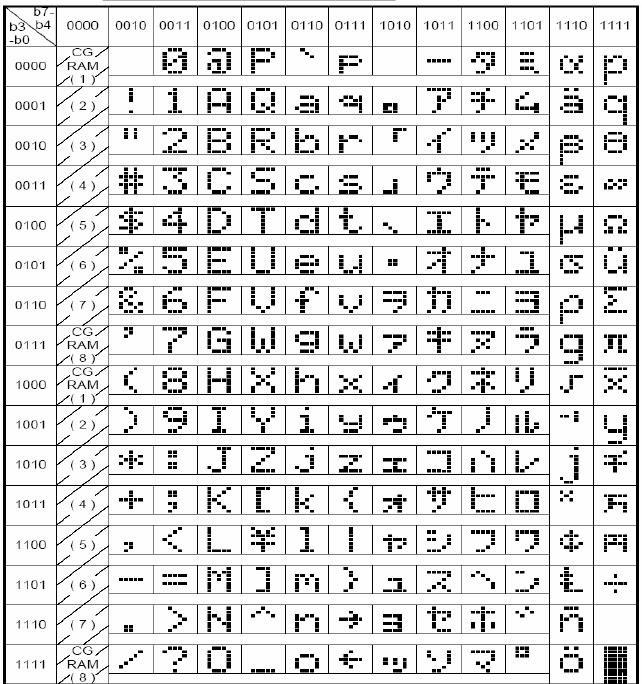 b7-
b4
b3
-b0
0000 0010 0011 0100 0101 0110 0111 1010 1011 1100 1101 1110 1111
0000 CG RAM (1) 0 @ P ` p ー タ ミ α p
0001 (2) ! 1 A Q a q 。 ア チ ム ä q
0010 (3) " 2 B R b r 「 イ ツ メ β θ
0011 (4) # 3 C S c s 」 ウ テ モ ε ∞
0100 (5) $ 4 D T d t 、 エ ト ヤ μ Ω
0101 (6) % 5 E U e u ・ オ ナ ユ σ ü
0110 (7) & 6 F V f v ヲ カ ニ ヨ ρ Σ
0111 CG RAM (8) ' 7 G W g w ァ キ ヌ ラ g π
1000 CG RAM (1) ( 8 H X h x ィ ク ネ リ √ x̄
1001 (2) ) 9 I Y i y ゥ ケ ノ ル ⁻¹ y
1010 (3) * : J Z j z ェ コ ハ レ j 千
1011 (4) + ; K [ k { ォ サ ヒ ロ ˣ 万
1100 (5) , < L ¥ l | ャ シ フ ワ ¢ 円
1101 (6) - = M ] m } ュ ス ヘ ン Ł ÷
1110 (7) . > N ^ n → ョ セ ホ ゛ ñ
1111 CG RAM (8) / ? O _ o ← ッ ソ マ ゜ ö █